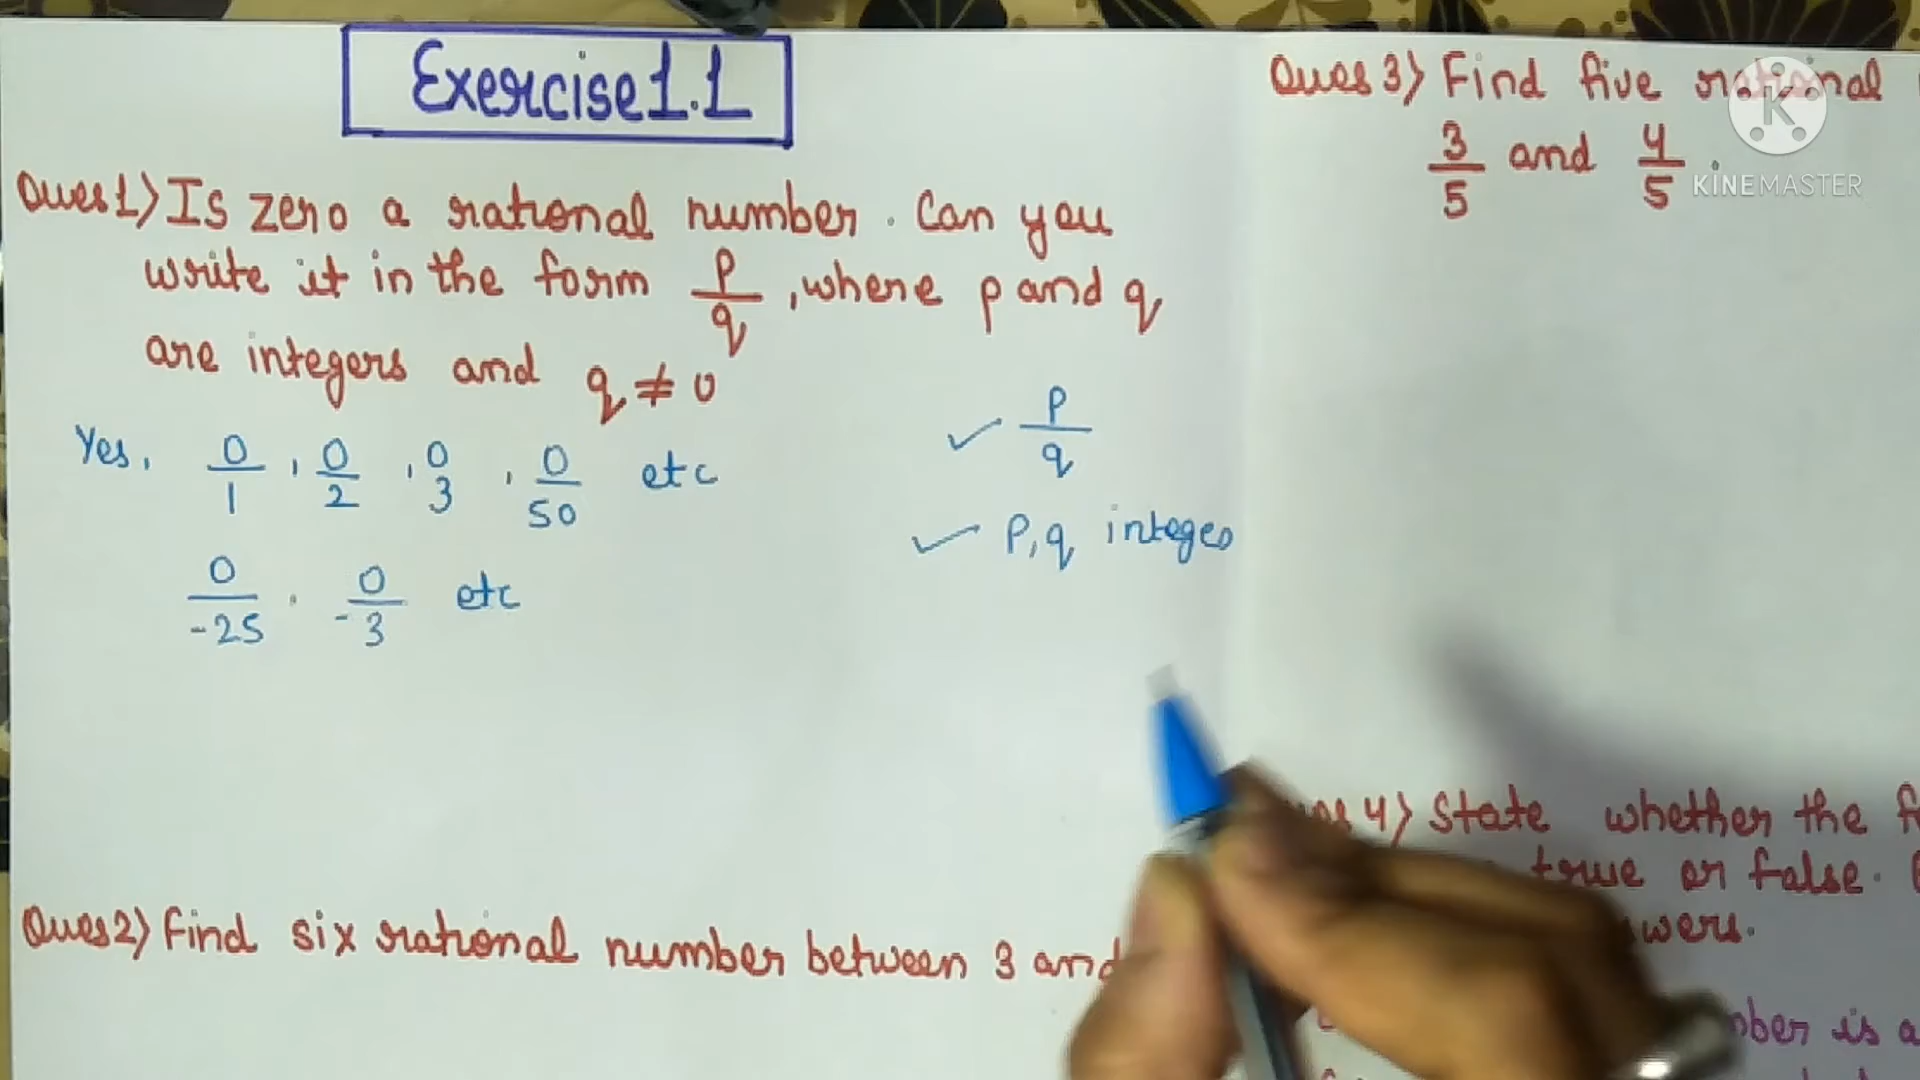 Exercise 1.1
Ques 1) Is zero a rational number. Can you
write it in the form p/q, where p and q
are integers and q ≠ 0
Yes, 0/1, 0/2, 0/3, 0/50 etc
0/-25. 0/-3 etc
✓ p/q
✓ P,q integes
Ques 2) Find six rational number between 3 and
Ques 3) Find five rational
3/5 and 4/5.
KINEMASTER
4) State whether the
true or false.
wers.
is a